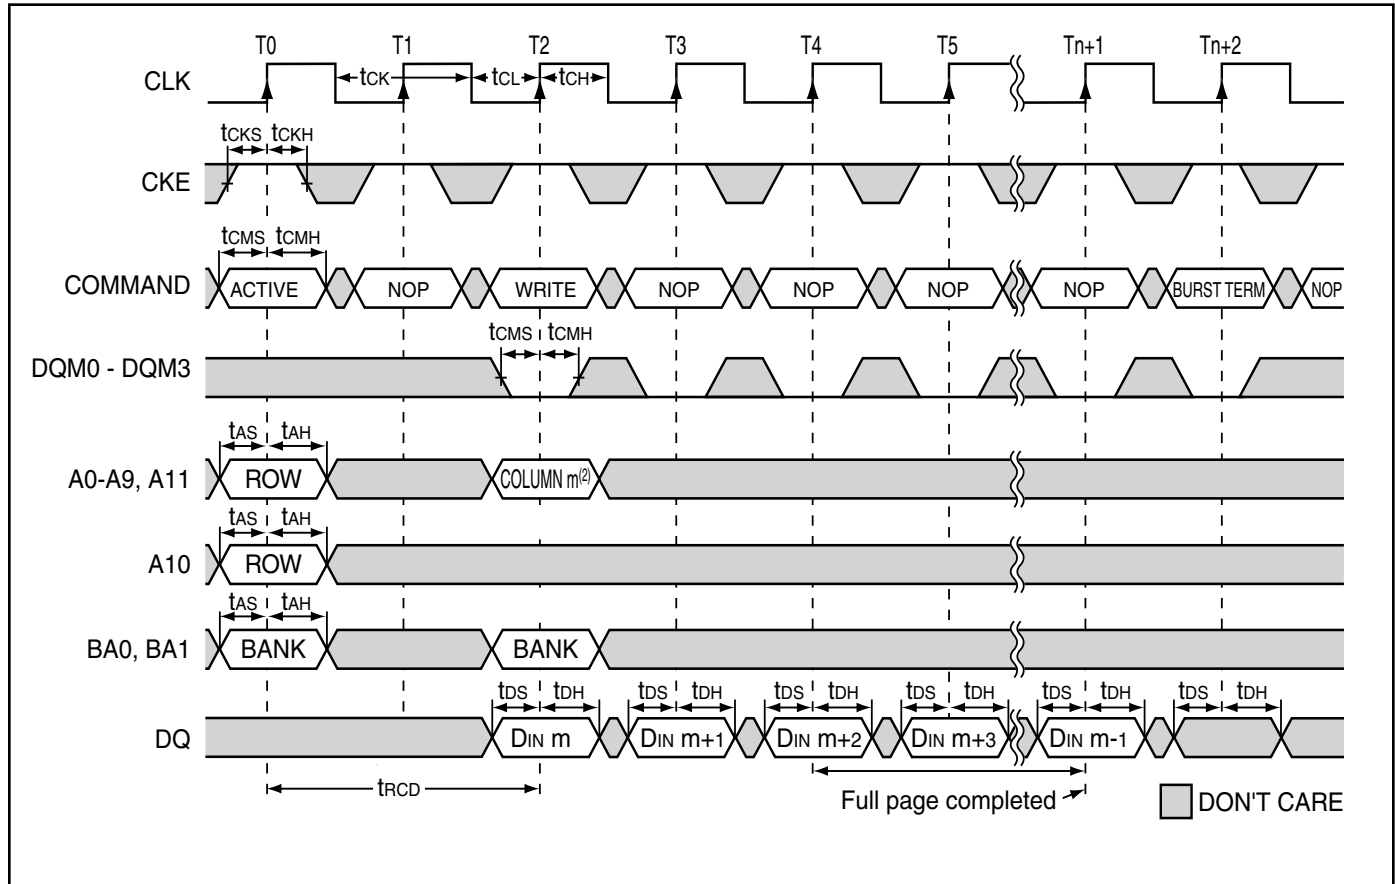 T0 T1 T2 T3 T4 T5 Tn+1 Tn+2
CLK tCK tCL tCH
tCKS tCKH
CKE
tCMS tCMH
COMMAND ACTIVE NOP WRITE NOP NOP NOP NOP BURST TERM NOP
tCMS tCMH
DQM0 - DQM3
tAS tAH
A0-A9, A11 ROW COLUMN m(2)
tAS tAH
A10 ROW
tAS tAH
BA0, BA1 BANK BANK
tDS tDH tDS tDH tDS tDH tDS tDH tDS tDH tDS tDH
DQ DIN m DIN m+1 DIN m+2 DIN m+3 DIN m-1
tRCD
Full page completed
DON'T CARE